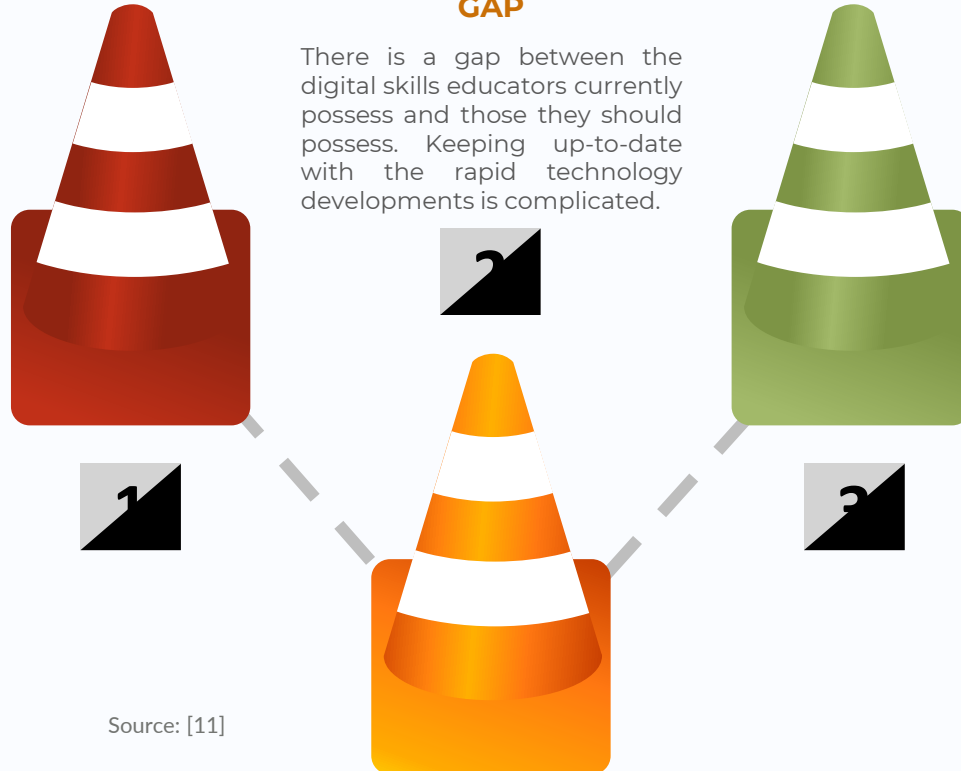 GAP
There is a gap between the
digital skills educators currently
possess and those they should
possess. Keeping up-to-date
with the rapid technology
developments is complicated.
2
1
3
Source: [11]